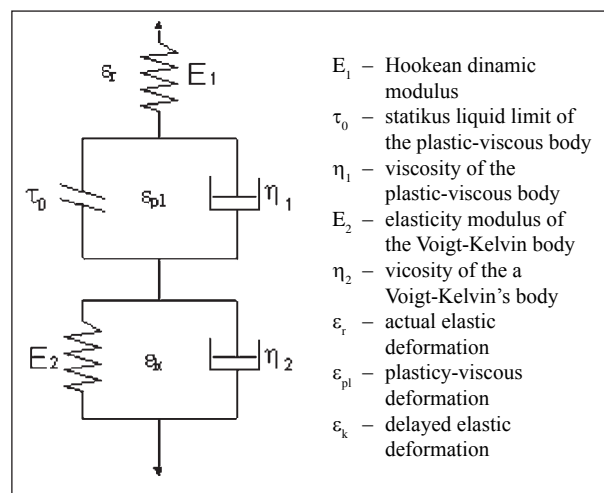 εᵣ E₁
τ₀ εₚₗ η₁
E₂ εₖ η₂
E₁ – Hookean dinamic
modulus
τ₀ – statikus liquid limit of
the plastic-viscous body
η₁ – viscosity of the
plastic-viscous body
E₂ – elasticity modulus of
the Voigt-Kelvin body
η₂ – vicosity of the a
Voigt-Kelvin's body
εᵣ – actual elastic
deformation
εₚₗ – plasticy-viscous
deformation
εₖ – delayed elastic
deformation